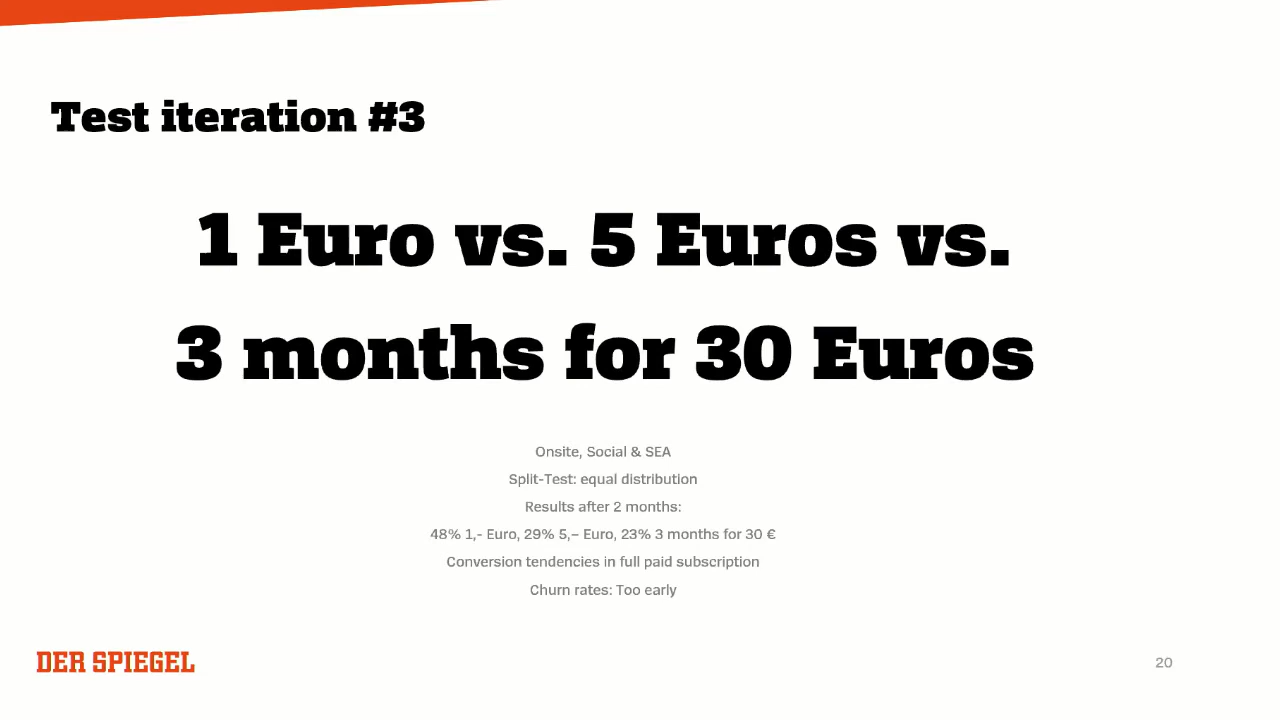 Test iteration #3
1 Euro vs. 5 Euros vs.
3 months for 30 Euros
Onsite, Social & SEA
Split-Test: equal distribution
Results after 2 months:
48% 1,- Euro, 29% 5,– Euro, 23% 3 months for 30 €
Conversion tendencies in full paid subscription
Churn rates: Too early
DER SPIEGEL
20